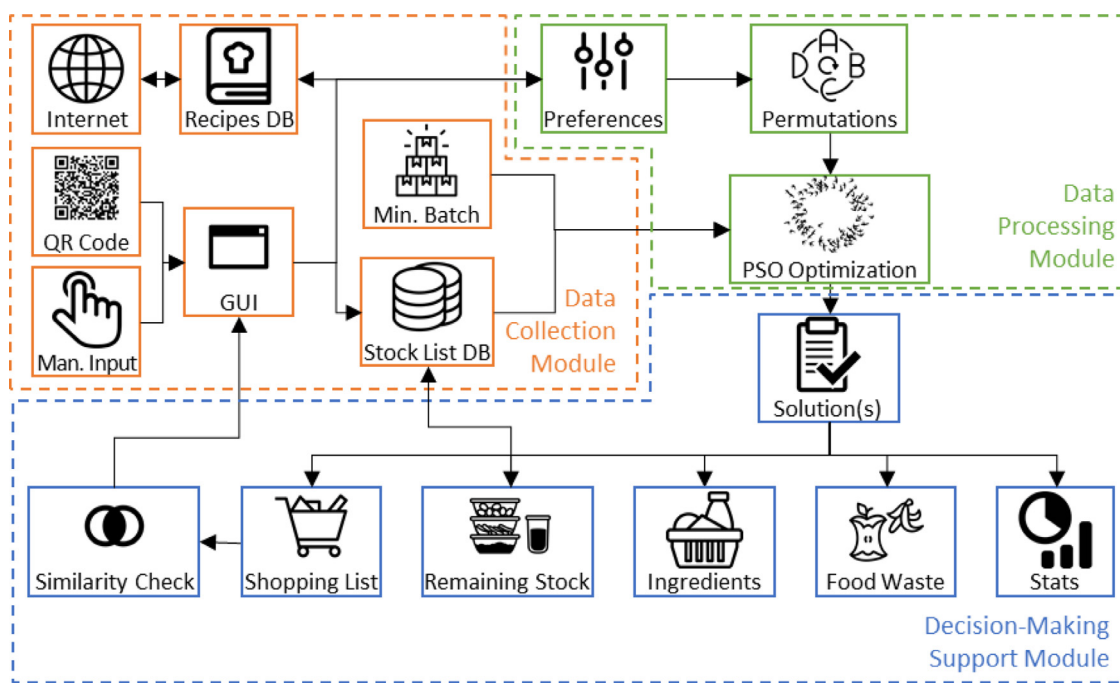 Internet
Recipes DB
Preferences
A
D
B
C
Permutations
QR Code
Min. Batch
GUI
PSO Optimization
Data
Processing
Module
Man. Input
Stock List DB
Data
Collection
Module
Solution(s)
Similarity Check
Shopping List
Remaining Stock
Ingredients
Food Waste
Stats
Decision-Making
Support Module